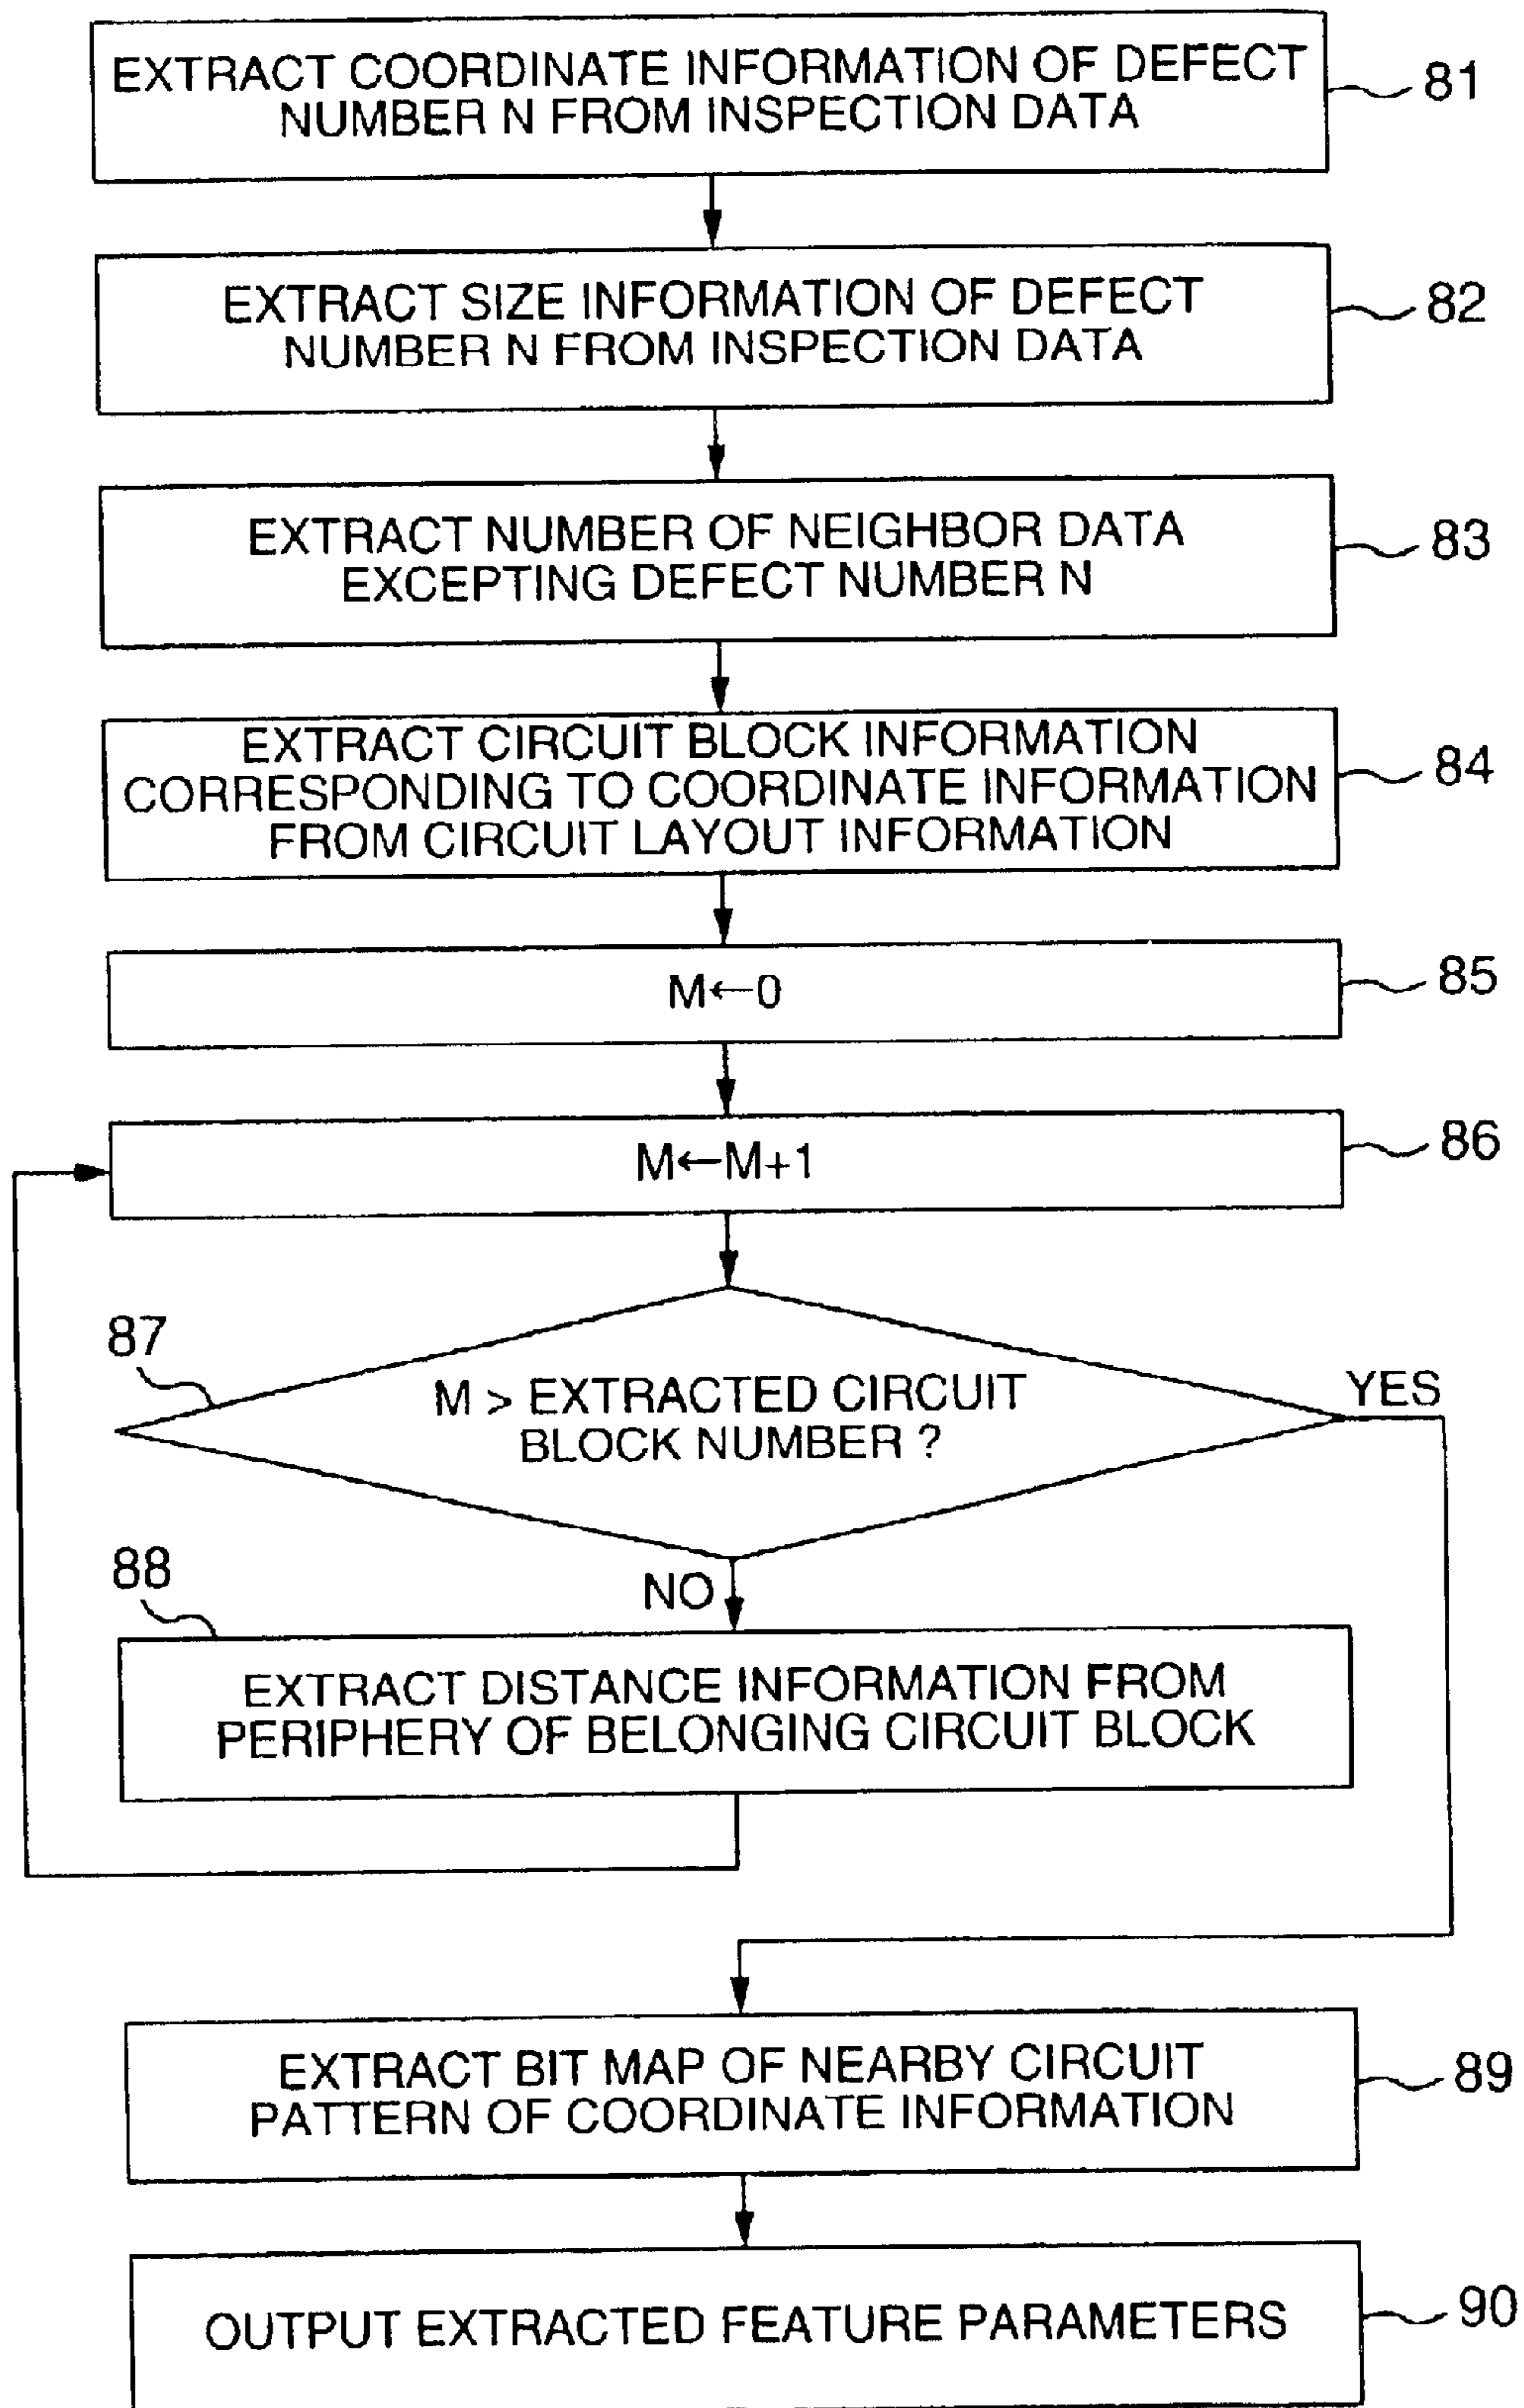 EXTRACT COORDINATE INFORMATION OF DEFECT
NUMBER N FROM INSPECTION DATA
81
EXTRACT SIZE INFORMATION OF DEFECT
NUMBER N FROM INSPECTION DATA
82
EXTRACT NUMBER OF NEIGHBOR DATA
EXCEPTING DEFECT NUMBER N
83
EXTRACT CIRCUIT BLOCK INFORMATION
CORRESPONDING TO COORDINATE INFORMATION
FROM CIRCUIT LAYOUT INFORMATION
84
M←0
85
M←M+1
86
87
M > EXTRACTED CIRCUIT
BLOCK NUMBER ?
YES
NO
88
EXTRACT DISTANCE INFORMATION FROM
PERIPHERY OF BELONGING CIRCUIT BLOCK
EXTRACT BIT MAP OF NEARBY CIRCUIT
PATTERN OF COORDINATE INFORMATION
89
OUTPUT EXTRACTED FEATURE PARAMETERS
90